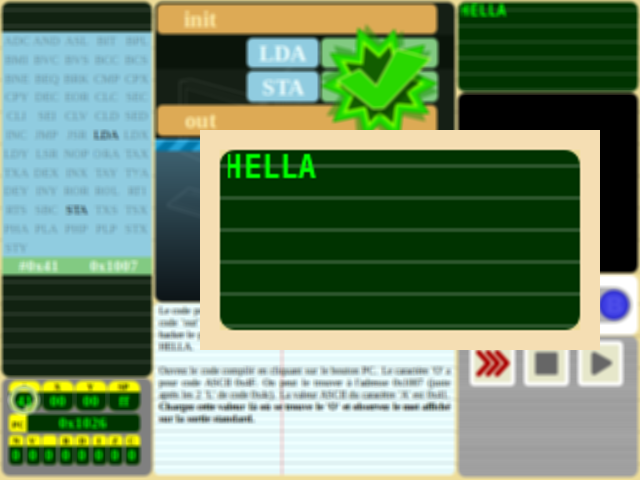 init
HELLA
LDA
STA
out
HELLA
ADC AND ASL BIT BPL
BMI BVC BVS BCC BCS
BNE BEQ BRK CMP CPX
CPY DEC EOR CLC SEC
CLI SEI CLV CLD SED
INC JMP JSR LDA LDX
LDY LSR NOP ORA TAX
TXA DEX INX TAY TYA
DEY INY ROR ROL RTI
RTS SBC STA TXS TSX
PHA PLA PHP PLP STX
STY
#0x41 0x1007
Le code
code 'out'
HELLA.
Ouvrez le code compilé en cliquant sur le bouton PC. Le caractère 'O' a
pour code ASCII 0x4F. On peut le trouver à l'adresse 0x1007 (juste
après les 2 'L' de code 0x4c). La valeur ASCII du caractère 'A' est 0x41.
Chargez cette valeur là où se trouve le 'O' et observez le mot affiché
sur la sortie standard.
X Y SP
41 00 00 ff
PC 0x1026
N V B D I Z C
0 0 0 0 0 0 0